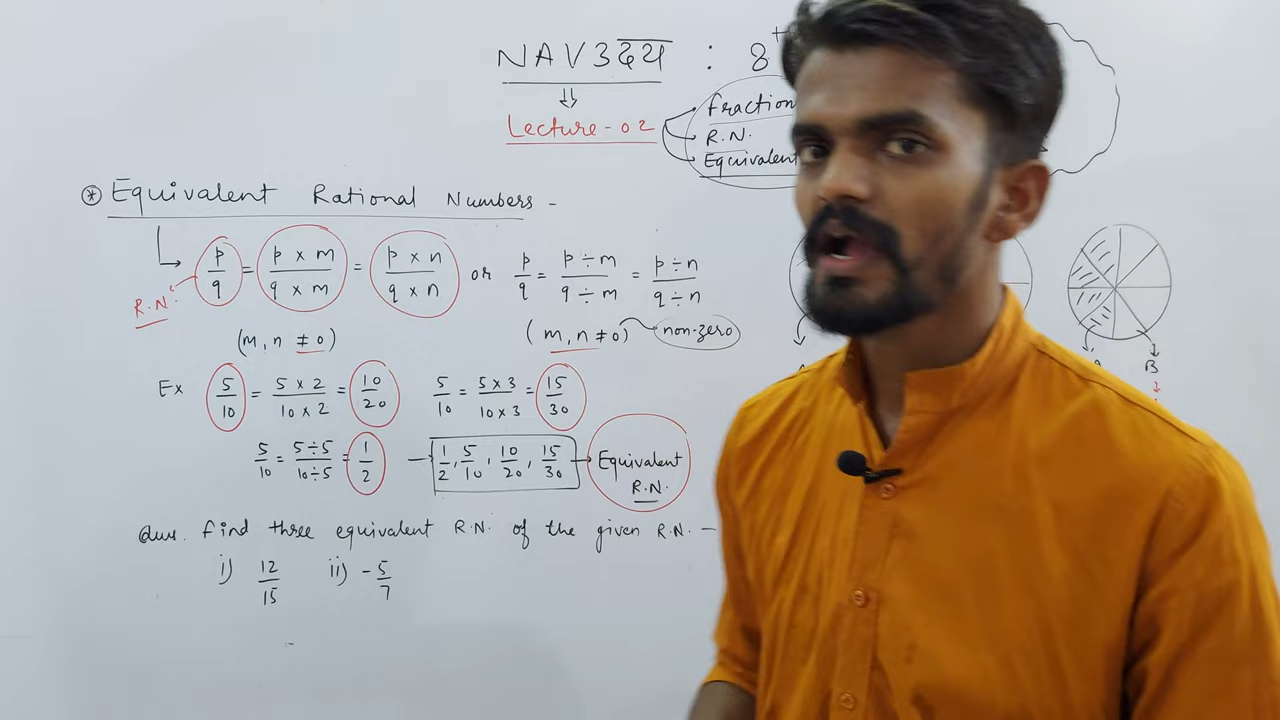 NAV3दय : 8th
Lecture-02
Fraction
R.N.
Equivalent
Equivalent Rational Numbers -
p/q = p × m / q × m = p × n / q × n or p/q = p ÷ m / q ÷ m = p ÷ n / q ÷ n
R.N.
(m, n ≠ 0) (m, n ≠ 0) non-zero
Ex 5/10 = 5 × 2 / 10 × 2 = 10/20 5/10 = 5 × 3 / 10 × 3 = 15/30
5/10 = 5÷5 / 10÷5 = 1/2 1/2, 5/10, 10/20, 15/30 Equivalent R.N.
Ques. Find three equivalent R.N. of the given R.N. -
i) 12/15 ii) -5/7
B